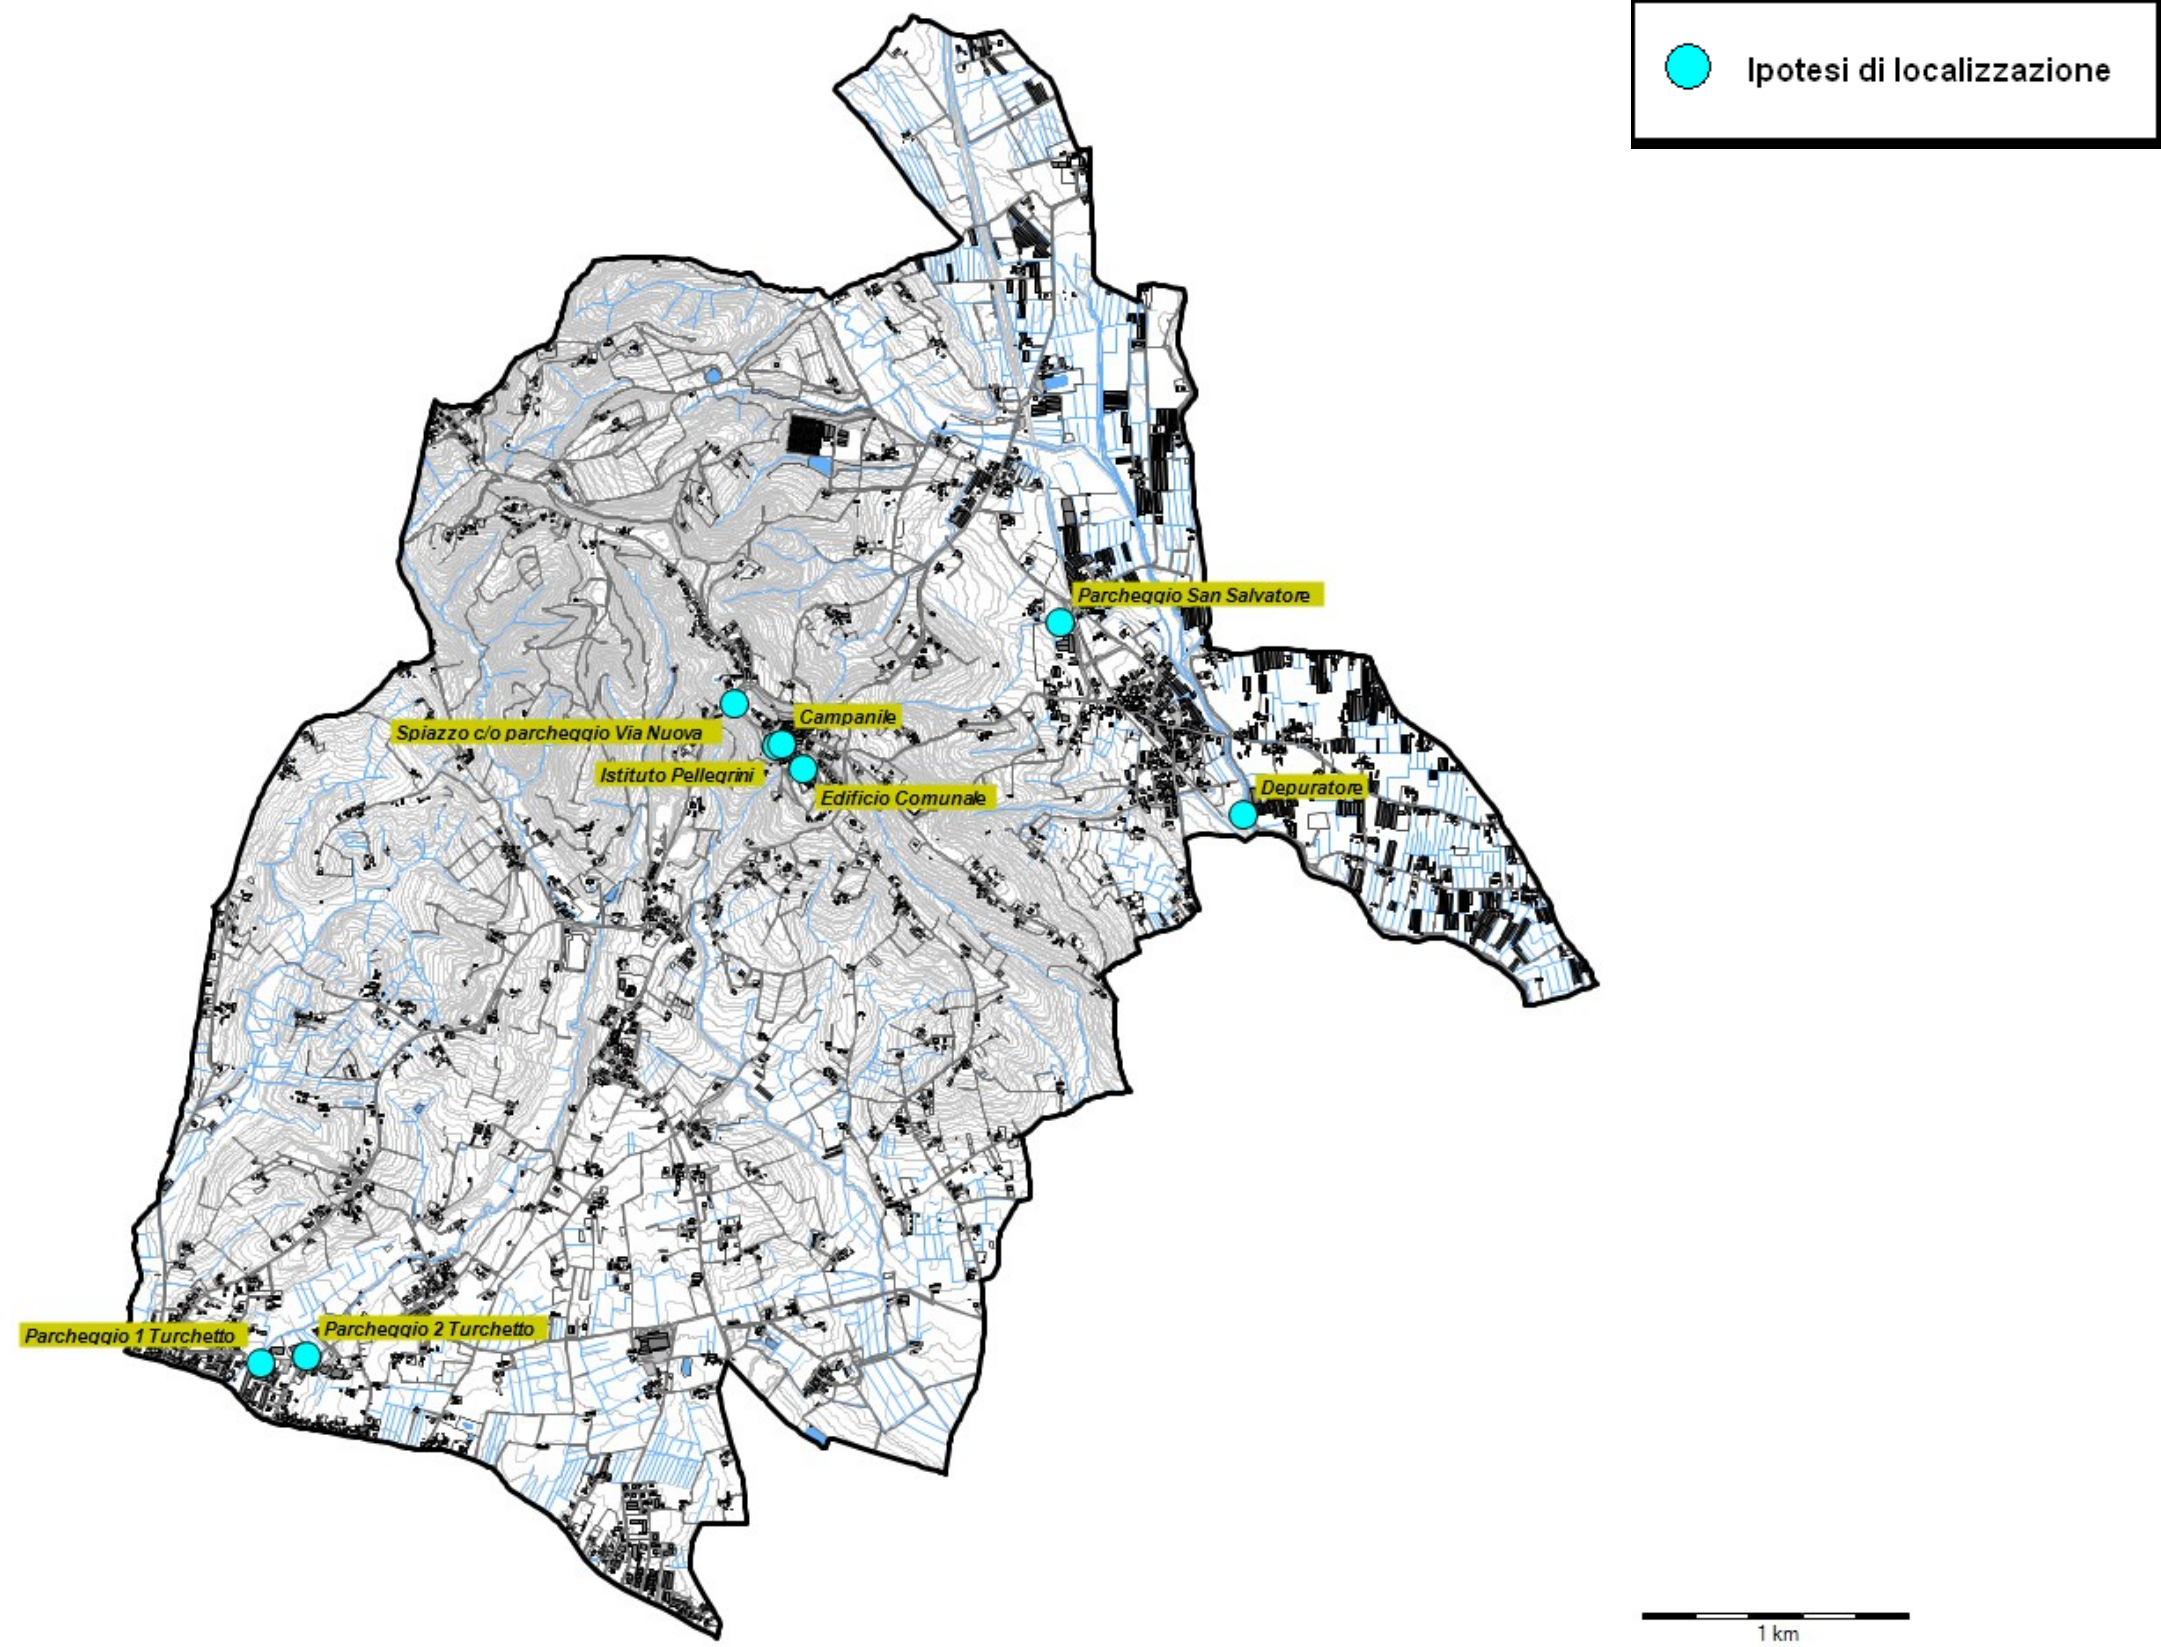 Ipotesi di localizzazione
Parcheggio San Salvatore
Campanile
Spiazzo c/o parcheggio Via Nuova
Istituto Pellegrini
Edificio Comunale
Depuratore
Parcheggio 1 Turchetto
Parcheggio 2 Turchetto
1 km